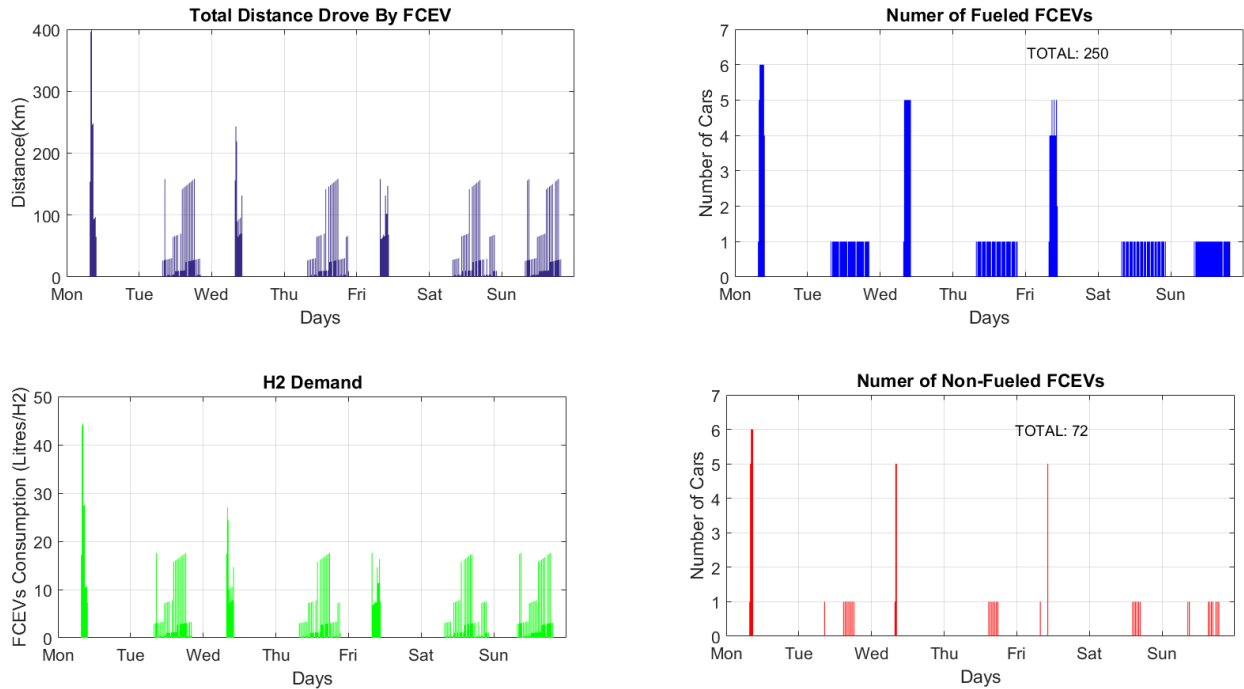 Total Distance Drove By FCEV
400
300
200
100
0
Distance(Km)
Mon Tue Wed Thu Fri Sat Sun
Days
Numer of Fueled FCEVs
TOTAL: 250
7
6
5
4
3
2
1
0
Number of Cars
Mon Tue Wed Thu Fri Sat Sun
Days
H2 Demand
50
40
30
20
10
0
FCEVs Consumption (Litres/H2)
Mon Tue Wed Thu Fri Sat Sun
Days
Numer of Non-Fueled FCEVs
TOTAL: 72
7
6
5
4
3
2
1
0
Number of Cars
Mon Tue Wed Thu Fri Sat Sun
Days